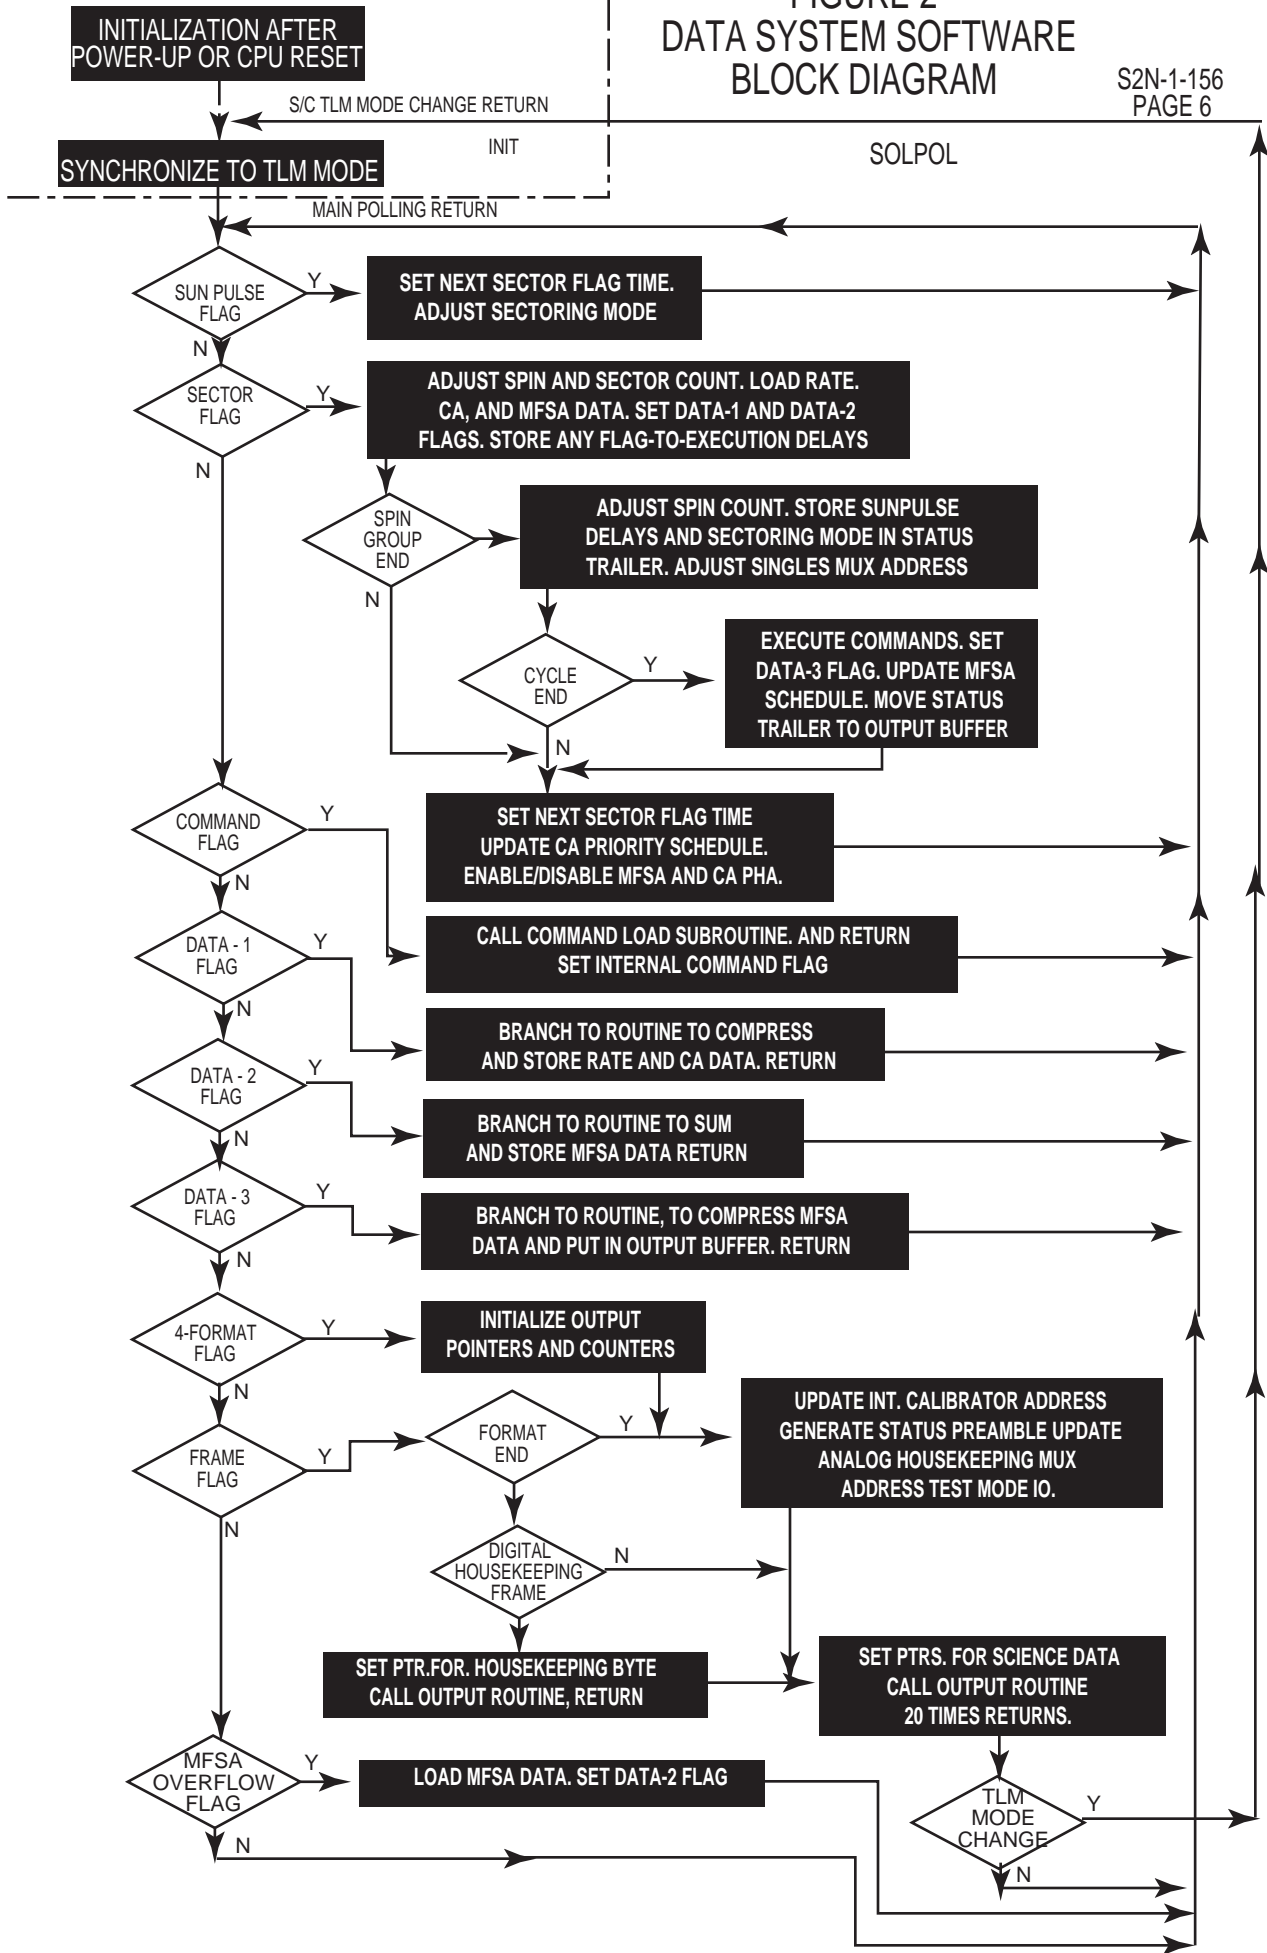 FIGURE 2
DATA SYSTEM SOFTWARE
BLOCK DIAGRAM
S2N-1-156
PAGE 6
SOLPOL
INITIALIZATION AFTER
POWER-UP OR CPU RESET
S/C TLM MODE CHANGE RETURN
INIT
SYNCHRONIZE TO TLM MODE
MAIN POLLING RETURN
SUN PULSE
FLAG
Y
N
SET NEXT SECTOR FLAG TIME.
ADJUST SECTORING MODE
SECTOR
FLAG
Y
N
ADJUST SPIN AND SECTOR COUNT. LOAD RATE.
CA, AND MFSA DATA. SET DATA-1 AND DATA-2
FLAGS. STORE ANY FLAG-TO-EXECUTION DELAYS
SPIN
GROUP
END
N
ADJUST SPIN COUNT. STORE SUNPULSE
DELAYS AND SECTORING MODE IN STATUS
TRAILER. ADJUST SINGLES MUX ADDRESS
CYCLE
END
Y
N
EXECUTE COMMANDS. SET
DATA-3 FLAG. UPDATE MFSA
SCHEDULE. MOVE STATUS
TRAILER TO OUTPUT BUFFER
COMMAND
FLAG
Y
N
SET NEXT SECTOR FLAG TIME
UPDATE CA PRIORITY SCHEDULE.
ENABLE/DISABLE MFSA AND CA PHA.
CALL COMMAND LOAD SUBROUTINE. AND RETURN
SET INTERNAL COMMAND FLAG
DATA - 1
FLAG
Y
N
BRANCH TO ROUTINE TO COMPRESS
AND STORE RATE AND CA DATA. RETURN
DATA - 2
FLAG
Y
N
BRANCH TO ROUTINE TO SUM
AND STORE MFSA DATA RETURN
DATA - 3
FLAG
Y
N
BRANCH TO ROUTINE, TO COMPRESS MFSA
DATA AND PUT IN OUTPUT BUFFER. RETURN
4-FORMAT
FLAG
Y
N
INITIALIZE OUTPUT
POINTERS AND COUNTERS
FRAME
FLAG
Y
N
FORMAT
END
Y
UPDATE INT. CALIBRATOR ADDRESS
GENERATE STATUS PREAMBLE UPDATE
ANALOG HOUSEKEEPING MUX
ADDRESS TEST MODE IO.
DIGITAL
HOUSEKEEPING
FRAME
N
SET PTR.FOR. HOUSEKEEPING BYTE
CALL OUTPUT ROUTINE, RETURN
SET PTRS. FOR SCIENCE DATA
CALL OUTPUT ROUTINE
20 TIMES RETURNS.
MFSA
OVERFLOW
FLAG
Y
N
LOAD MFSA DATA. SET DATA-2 FLAG
TLM
MODE
CHANGE
Y
N